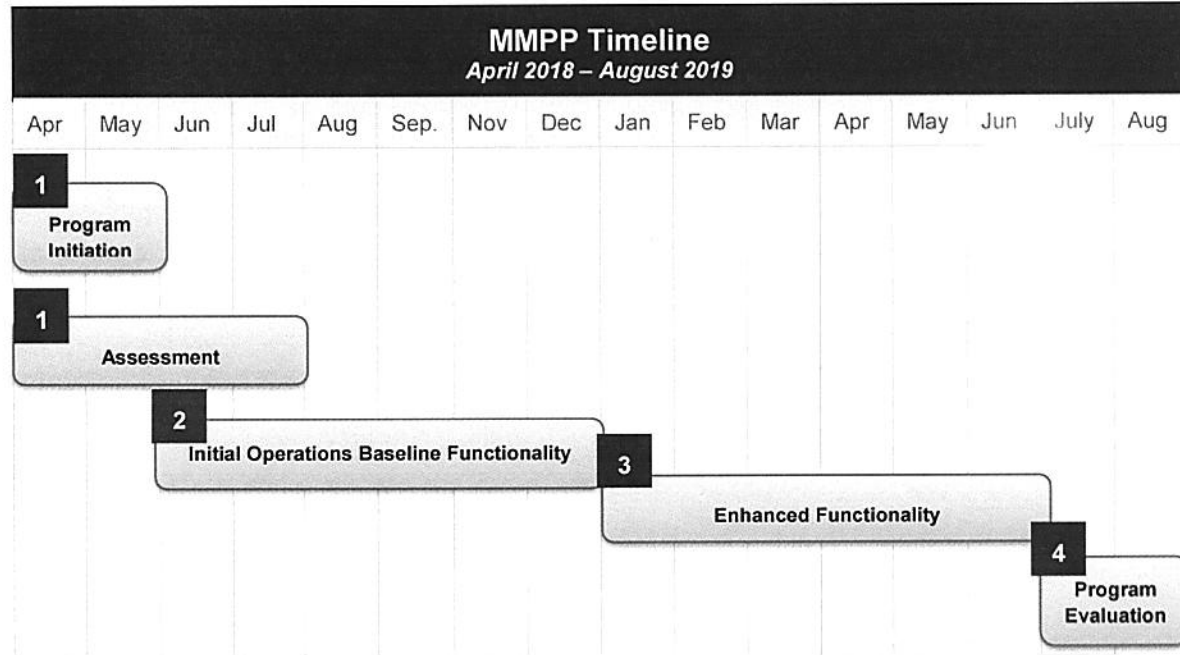 MMPP Timeline
April 2018 – August 2019
Apr May Jun Jul Aug Sep. Nov Dec Jan Feb Mar Apr May Jun July Aug
1
Program
Initiation
1
Assessment
2
Initial Operations Baseline Functionality
3
Enhanced Functionality
4
Program
Evaluation